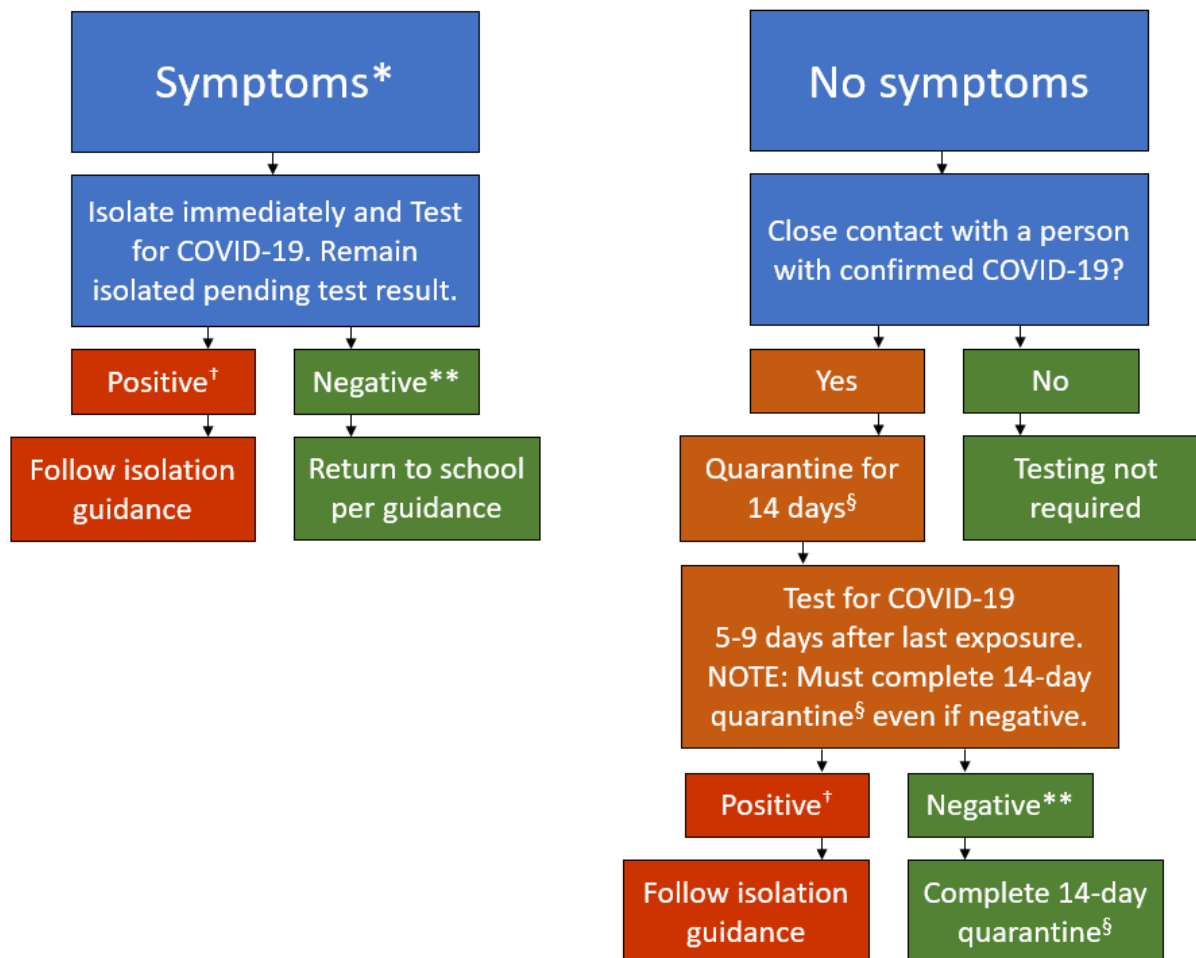 Symptoms*
Isolate immediately and Test
for COVID-19. Remain
isolated pending test result.
Positive†
Negative**
Follow isolation
guidance
Return to school
per guidance
No symptoms
Close contact with a person
with confirmed COVID-19?
Yes
No
Quarantine for
14 days§
Testing not
required
Test for COVID-19
5-9 days after last exposure.
NOTE: Must complete 14-day
quarantine§ even if negative.
Positive†
Negative**
Follow isolation
guidance
Complete 14-day
quarantine§